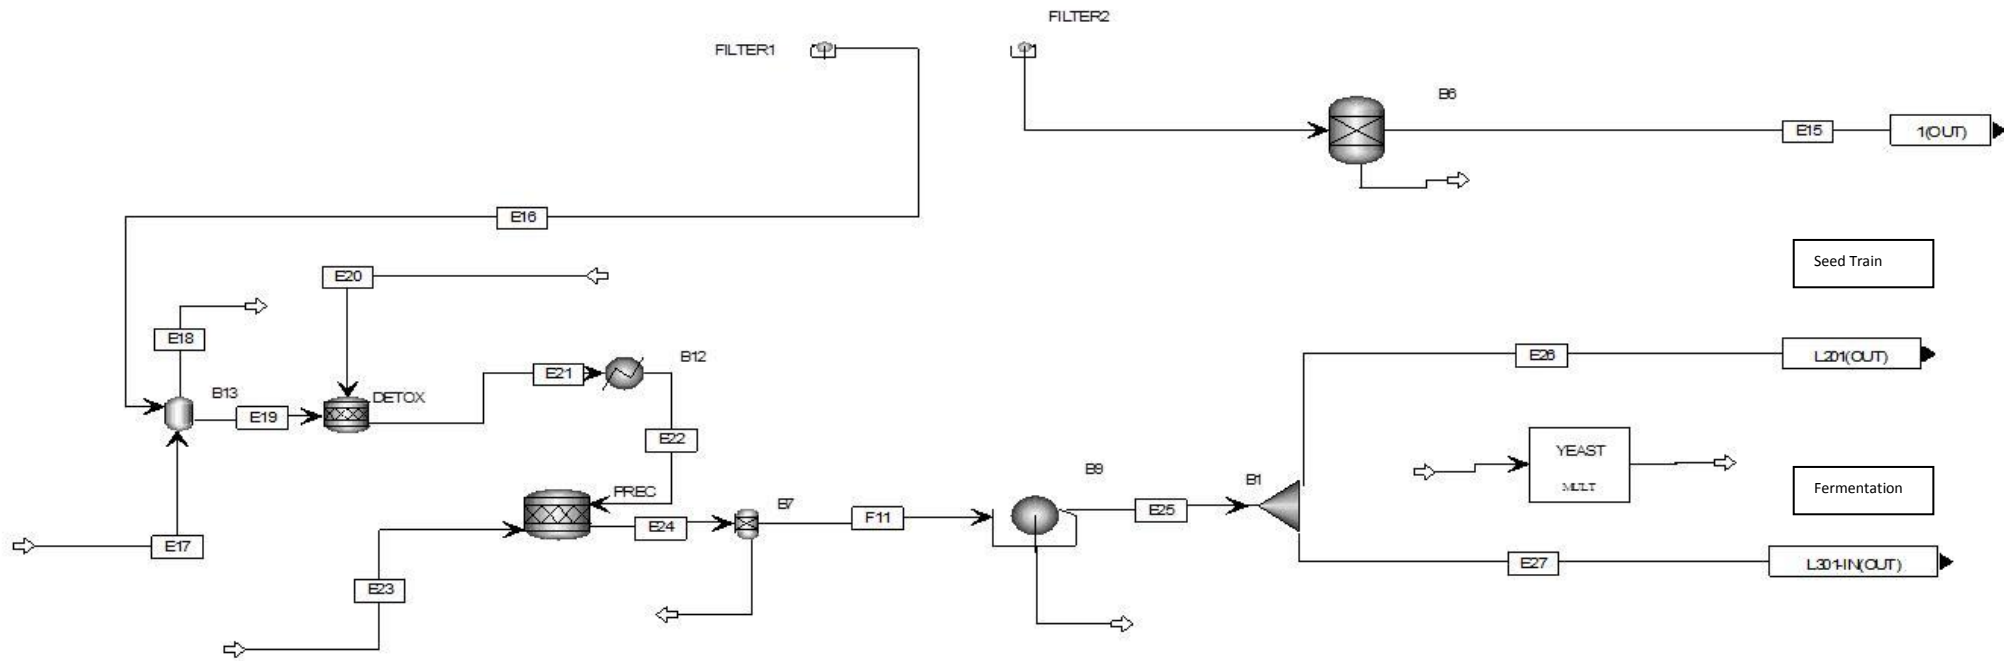 FILTER2
FILTER1
B6
E15
1(OUT)
E16
Seed Train
E20
E18
E26
L201(OUT)
B12
E21
B13
DETOX
E19
E22
YEAST
MULT
B9
B1
PREC
Fermentation
B7
E25
F11
E24
E17
E27
L301-IN(OUT)
E23